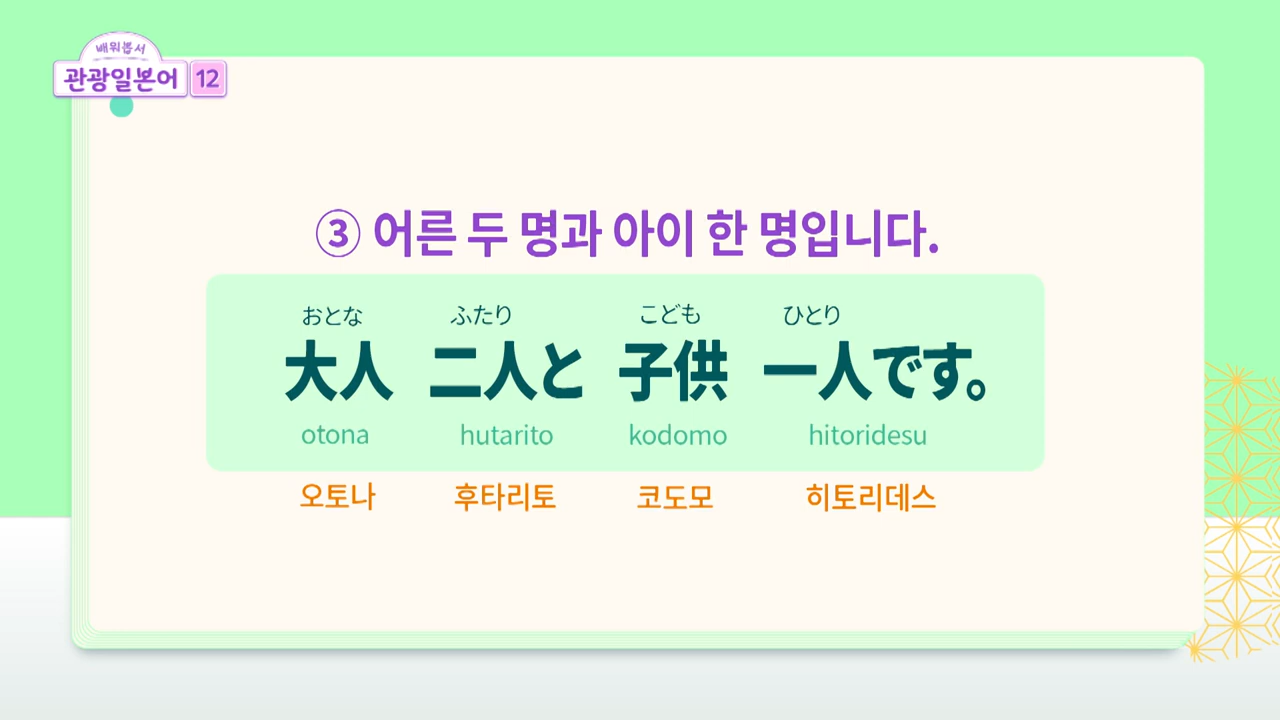 배워봅서
관광일본어 12
③ 어른 두 명과 아이 한 명입니다.
おとな ふたり こども ひとり
大人 二人と 子供 一人です。
otona hutarito kodomo hitoridesu
오토나 후타리토 코도모 히토리데스